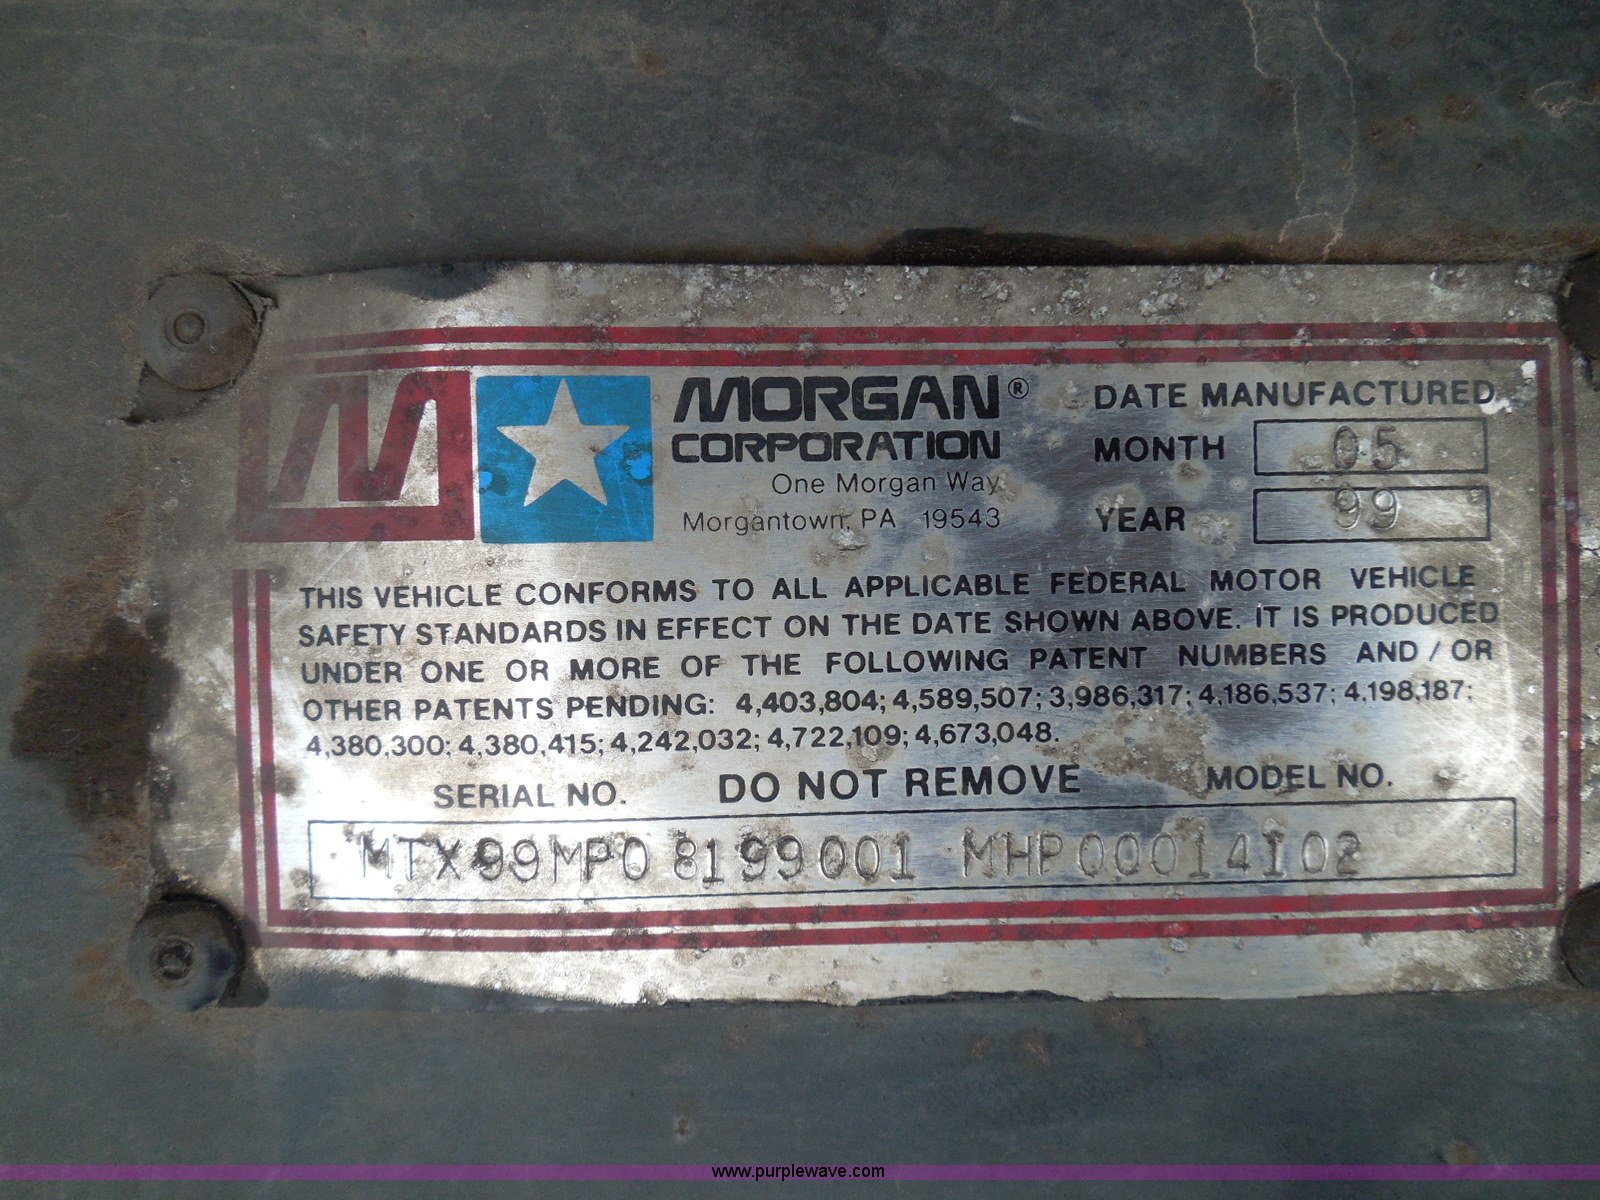 MORGAN®
CORPORATION
One Morgan Way
Morgantown, PA 19543
DATE MANUFACTURED
MONTH 05
YEAR 99
THIS VEHICLE CONFORMS TO ALL APPLICABLE FEDERAL MOTOR VEHICLE
SAFETY STANDARDS IN EFFECT ON THE DATE SHOWN ABOVE. IT IS PRODUCED
UNDER ONE OR MORE OF THE FOLLOWING PATENT NUMBERS AND / OR
OTHER PATENTS PENDING: 4,403,804; 4,589,507; 3,986,317; 4,186,537; 4,198,187;
4,380,300; 4,380,415; 4,242,032; 4,722,109; 4,673,048.
SERIAL NO. DO NOT REMOVE MODEL NO.
MTX99MP08199001 MHP00014102
www.purplewave.com